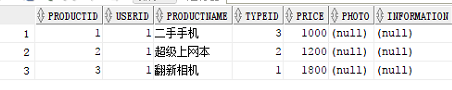 PRODUCTID USERID PRODUCTNAME TYPEID PRICE PHOTO INFORMATION
1 1 1 二手手机 3 1000 (null) (null)
2 2 1 超级上网本 2 1200 (null) (null)
3 3 1 翻新相机 1 1800 (null) (null)